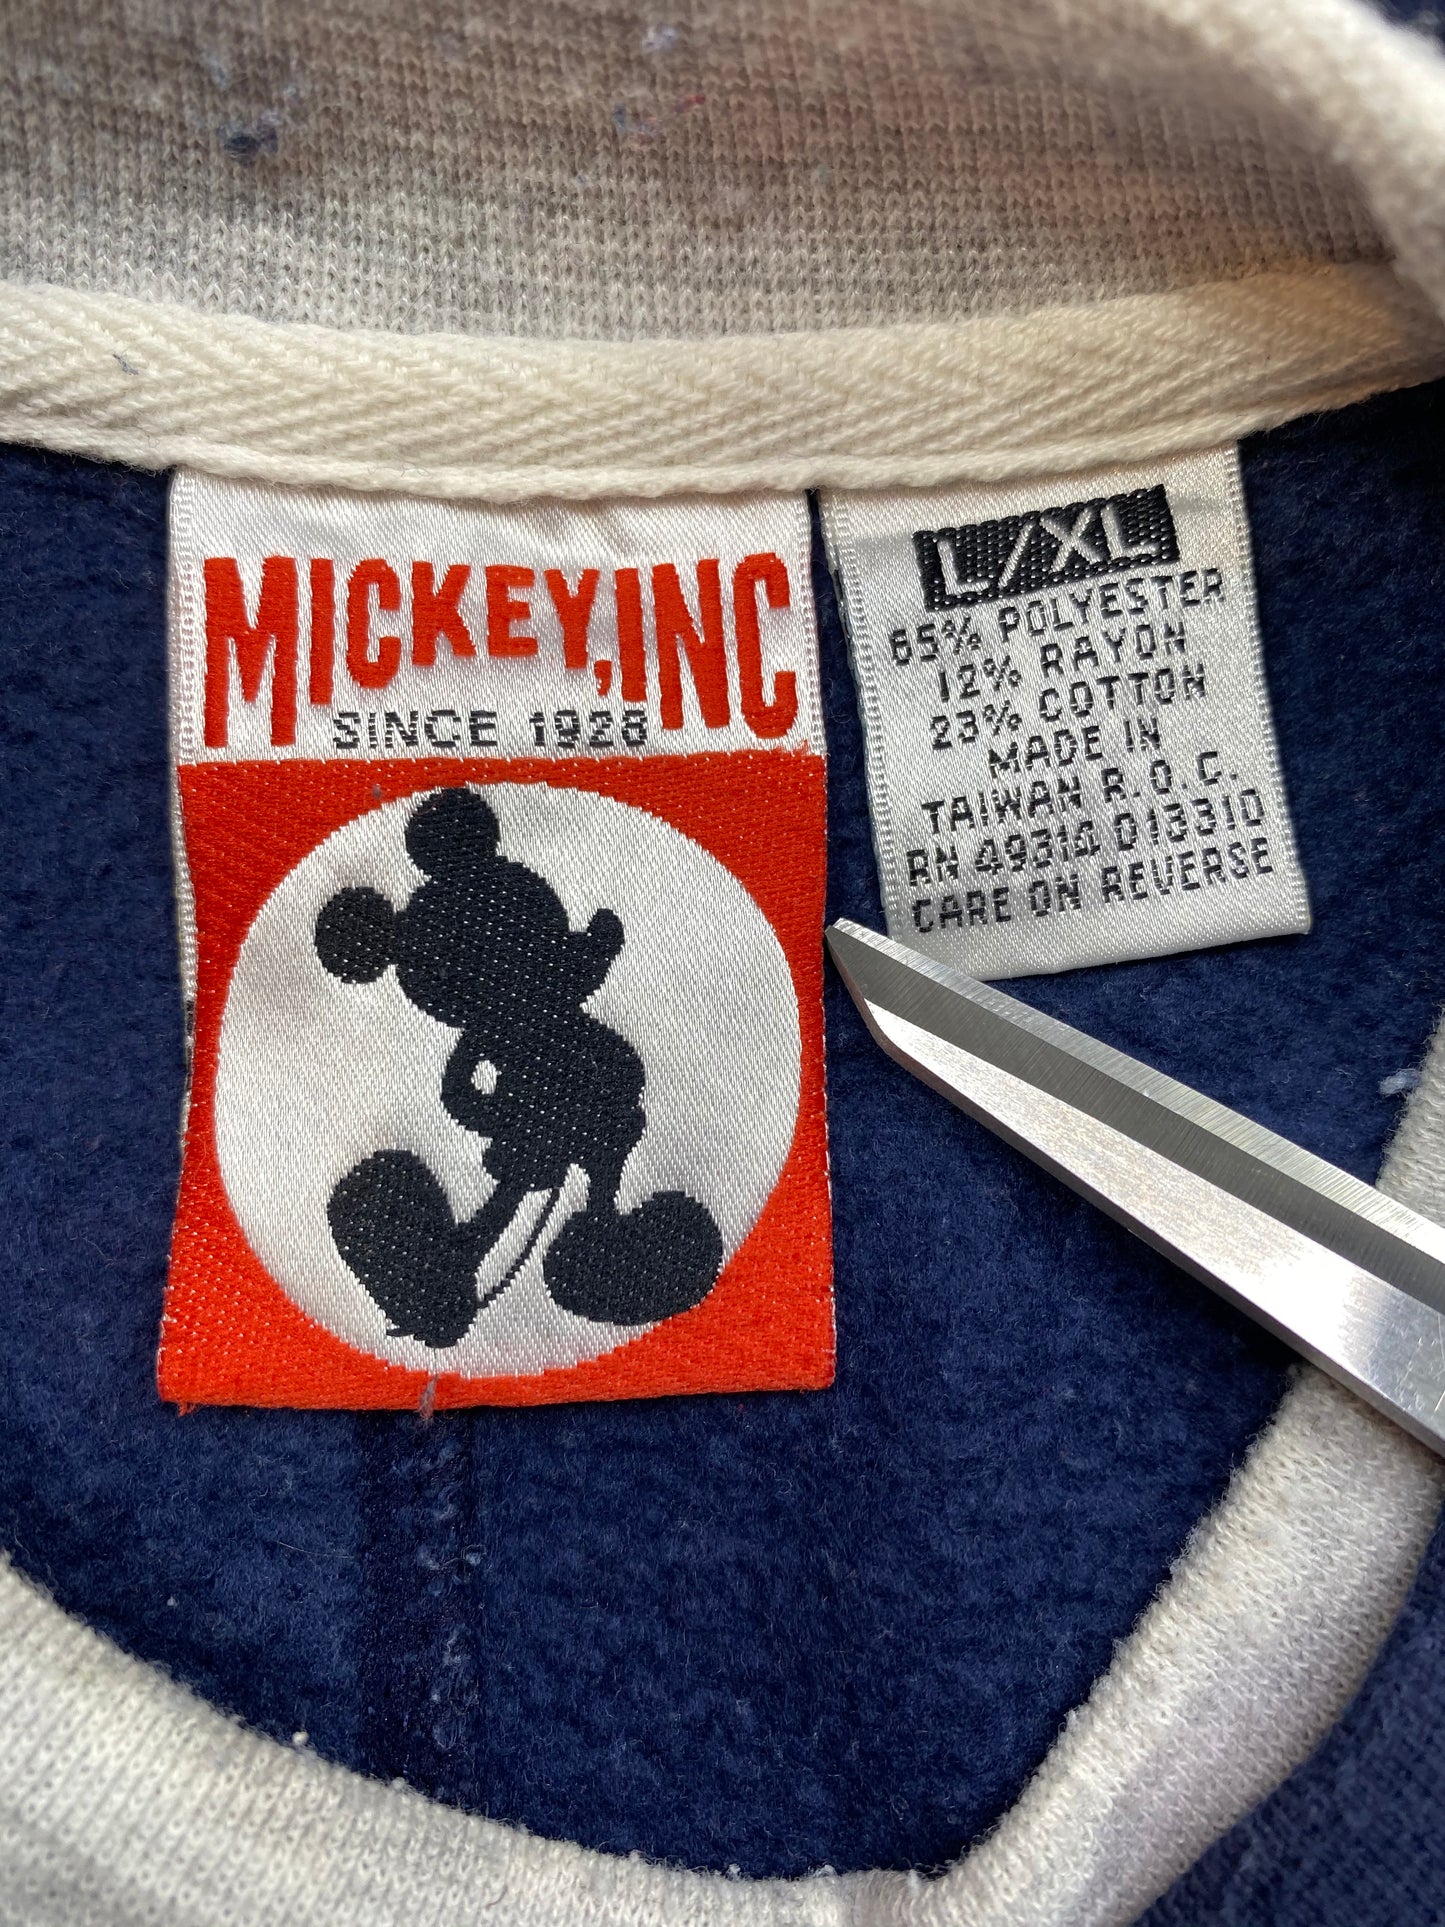 MICKEY, INC
SINCE 1928
L/XL
65% POLYESTER
12% RAYON
23% COTTON
MADE IN
TAIWAN R.O.C.
RN 49314 013310
CARE ON REVERSE